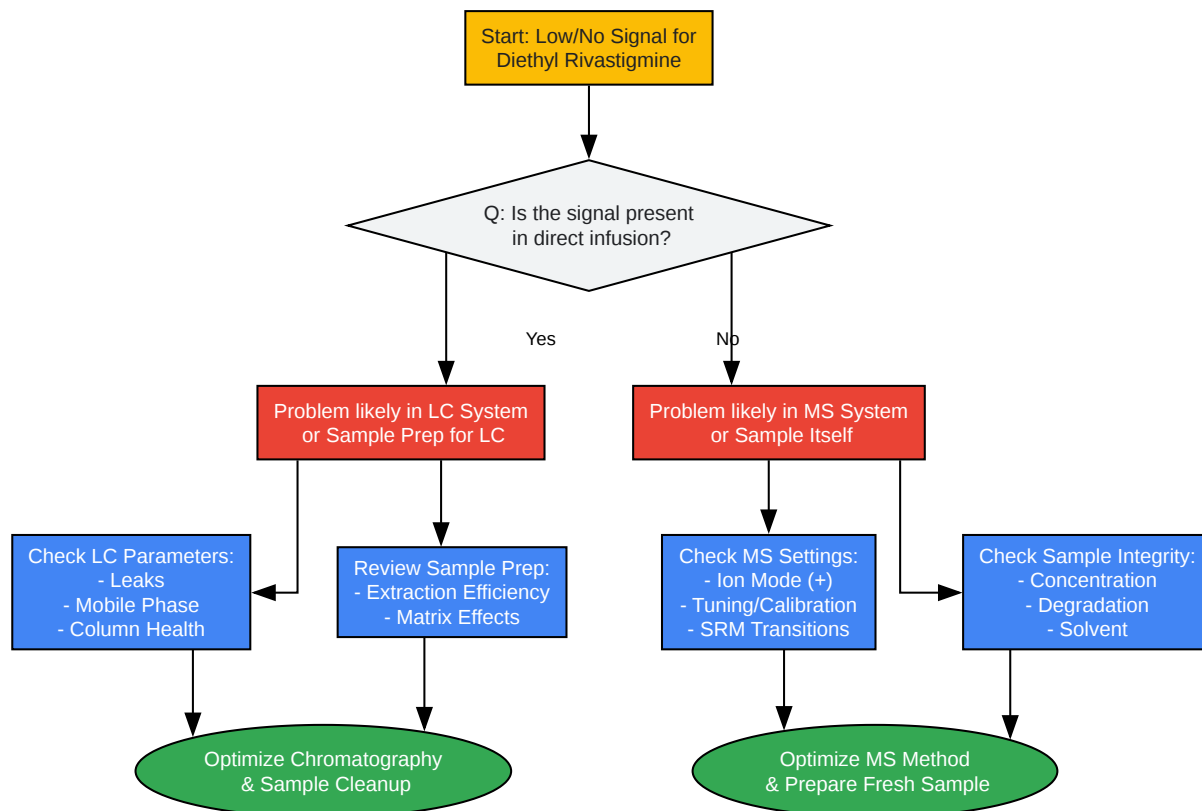 Start: Low/No Signal for
Diethyl Rivastigmine
Q: Is the signal present
in direct infusion?
Yes
No
Problem likely in LC System
or Sample Prep for LC
Problem likely in MS System
or Sample Itself
Check LC Parameters:
- Leaks
- Mobile Phase
- Column Health
Review Sample Prep:
- Extraction Efficiency
- Matrix Effects
Check MS Settings:
- Ion Mode (+)
- Tuning/Calibration
- SRM Transitions
Check Sample Integrity:
- Concentration
- Degradation
- Solvent
Optimize Chromatography
& Sample Cleanup
Optimize MS Method
& Prepare Fresh Sample